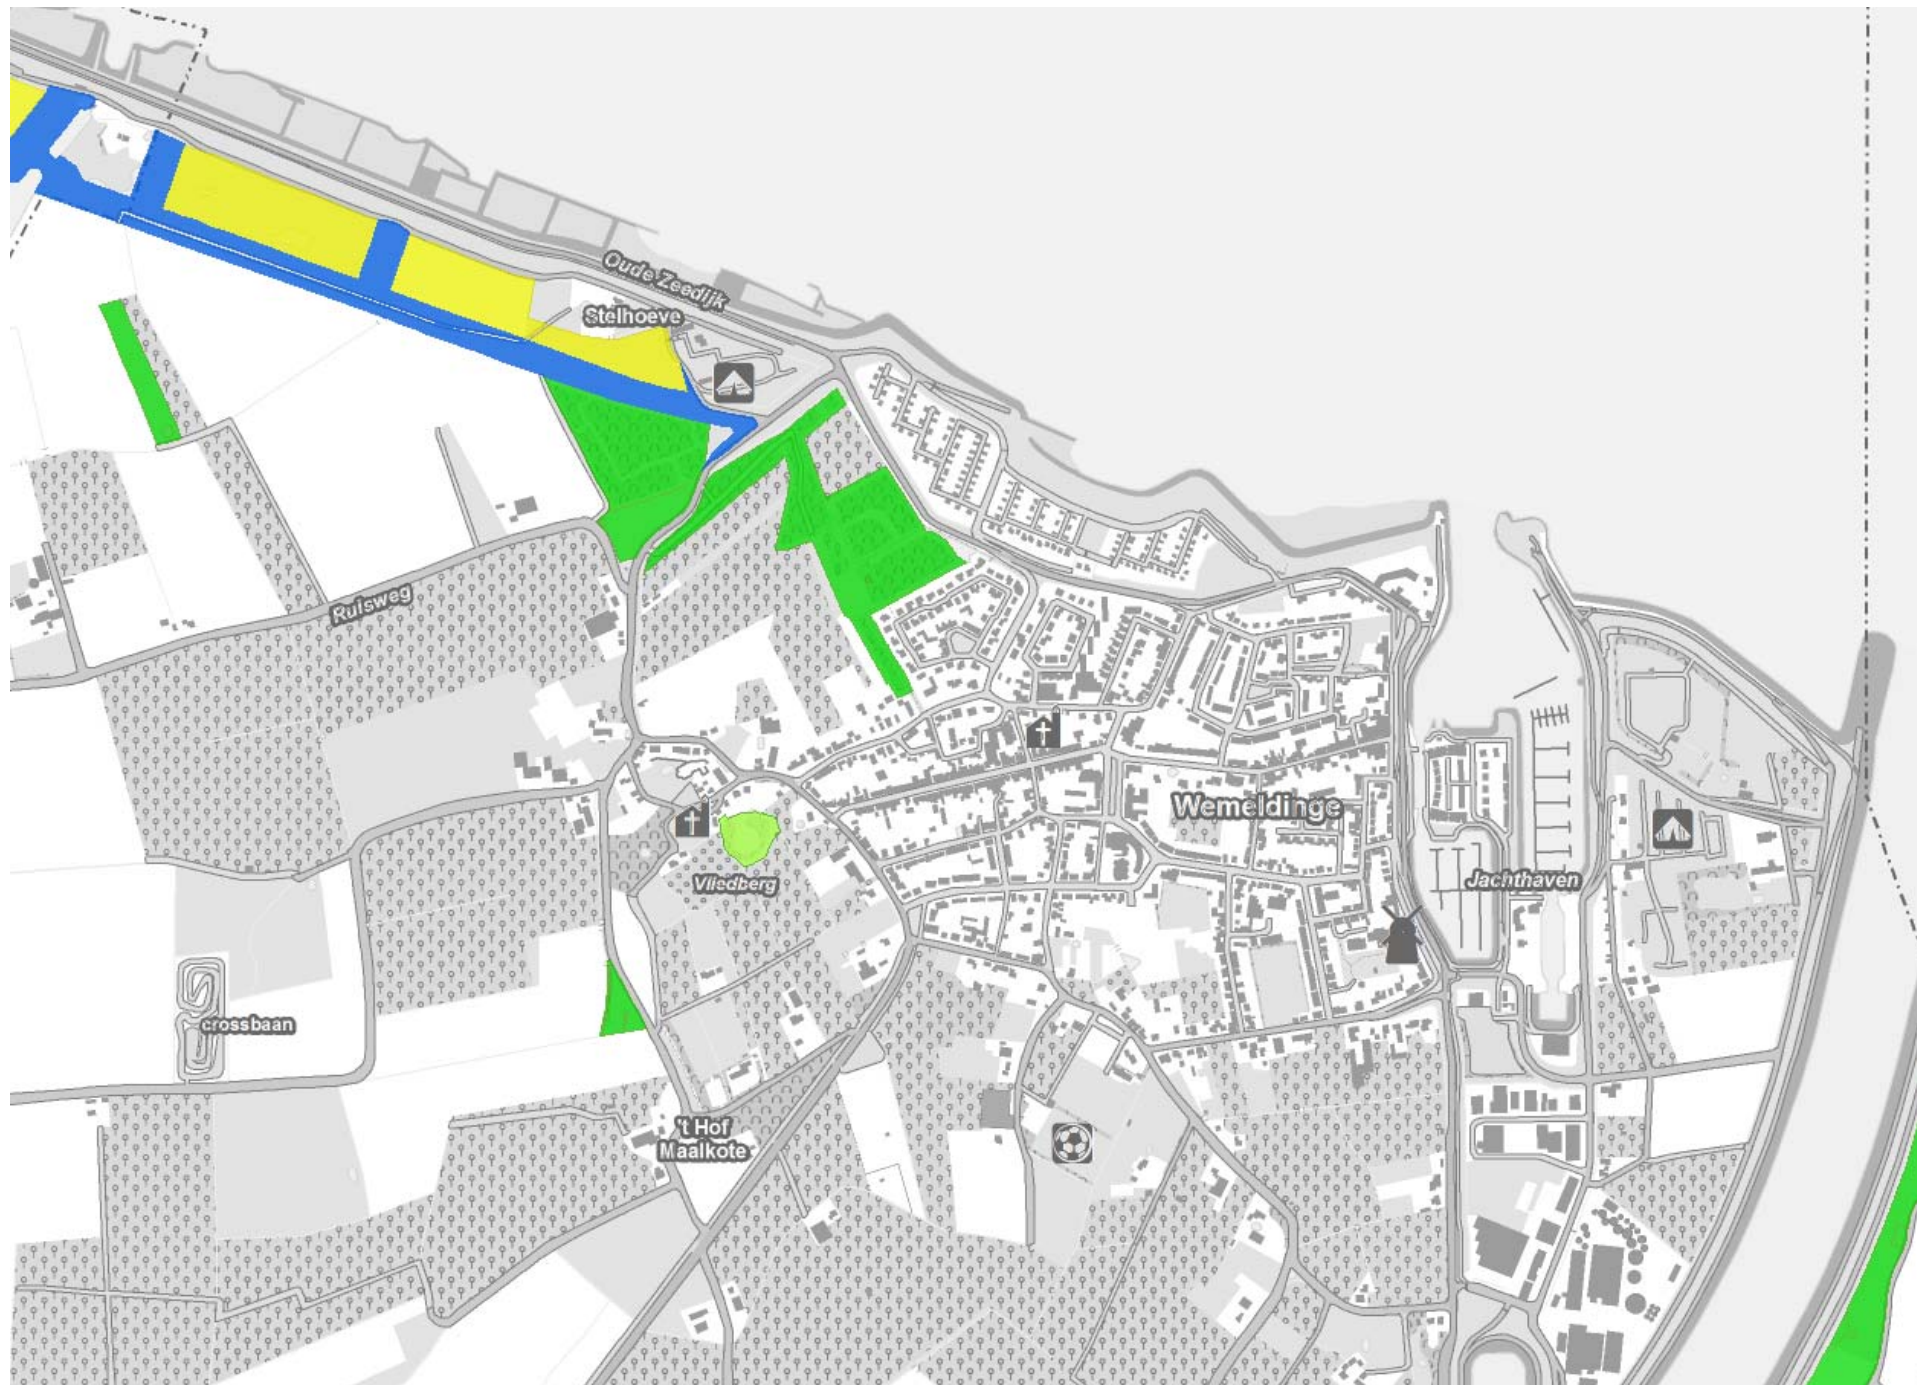 Oude Zeedijk
Stelhoeve
Ruisweg
Wemeldinge
Vliedberg
Jachthaven
crossbaan
't Hof
Maalkote